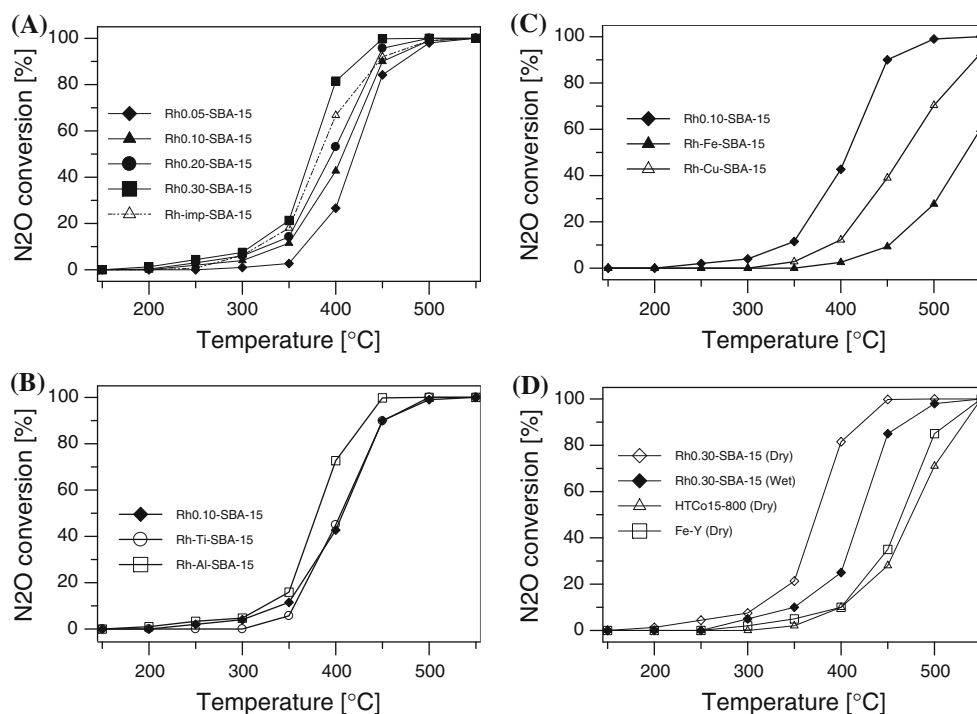 (A)
100
80
60
40
20
0
N2O conversion [%]
Rh0.05-SBA-15
Rh0.10-SBA-15
Rh0.20-SBA-15
Rh0.30-SBA-15
Rh-imp-SBA-15
200 300 400 500
Temperature [°C]
(C)
100
80
60
40
20
0
N2O conversion [%]
Rh0.10-SBA-15
Rh-Fe-SBA-15
Rh-Cu-SBA-15
200 300 400 500
Temperature [°C]
(B)
100
80
60
40
20
0
N2O conversion [%]
Rh0.10-SBA-15
Rh-Ti-SBA-15
Rh-Al-SBA-15
200 300 400 500
Temperature [°C]
(D)
100
80
60
40
20
0
N2O conversion [%]
Rh0.30-SBA-15 (Dry)
Rh0.30-SBA-15 (Wet)
HTCo15-800 (Dry)
Fe-Y (Dry)
200 300 400 500
Temperature [°C]